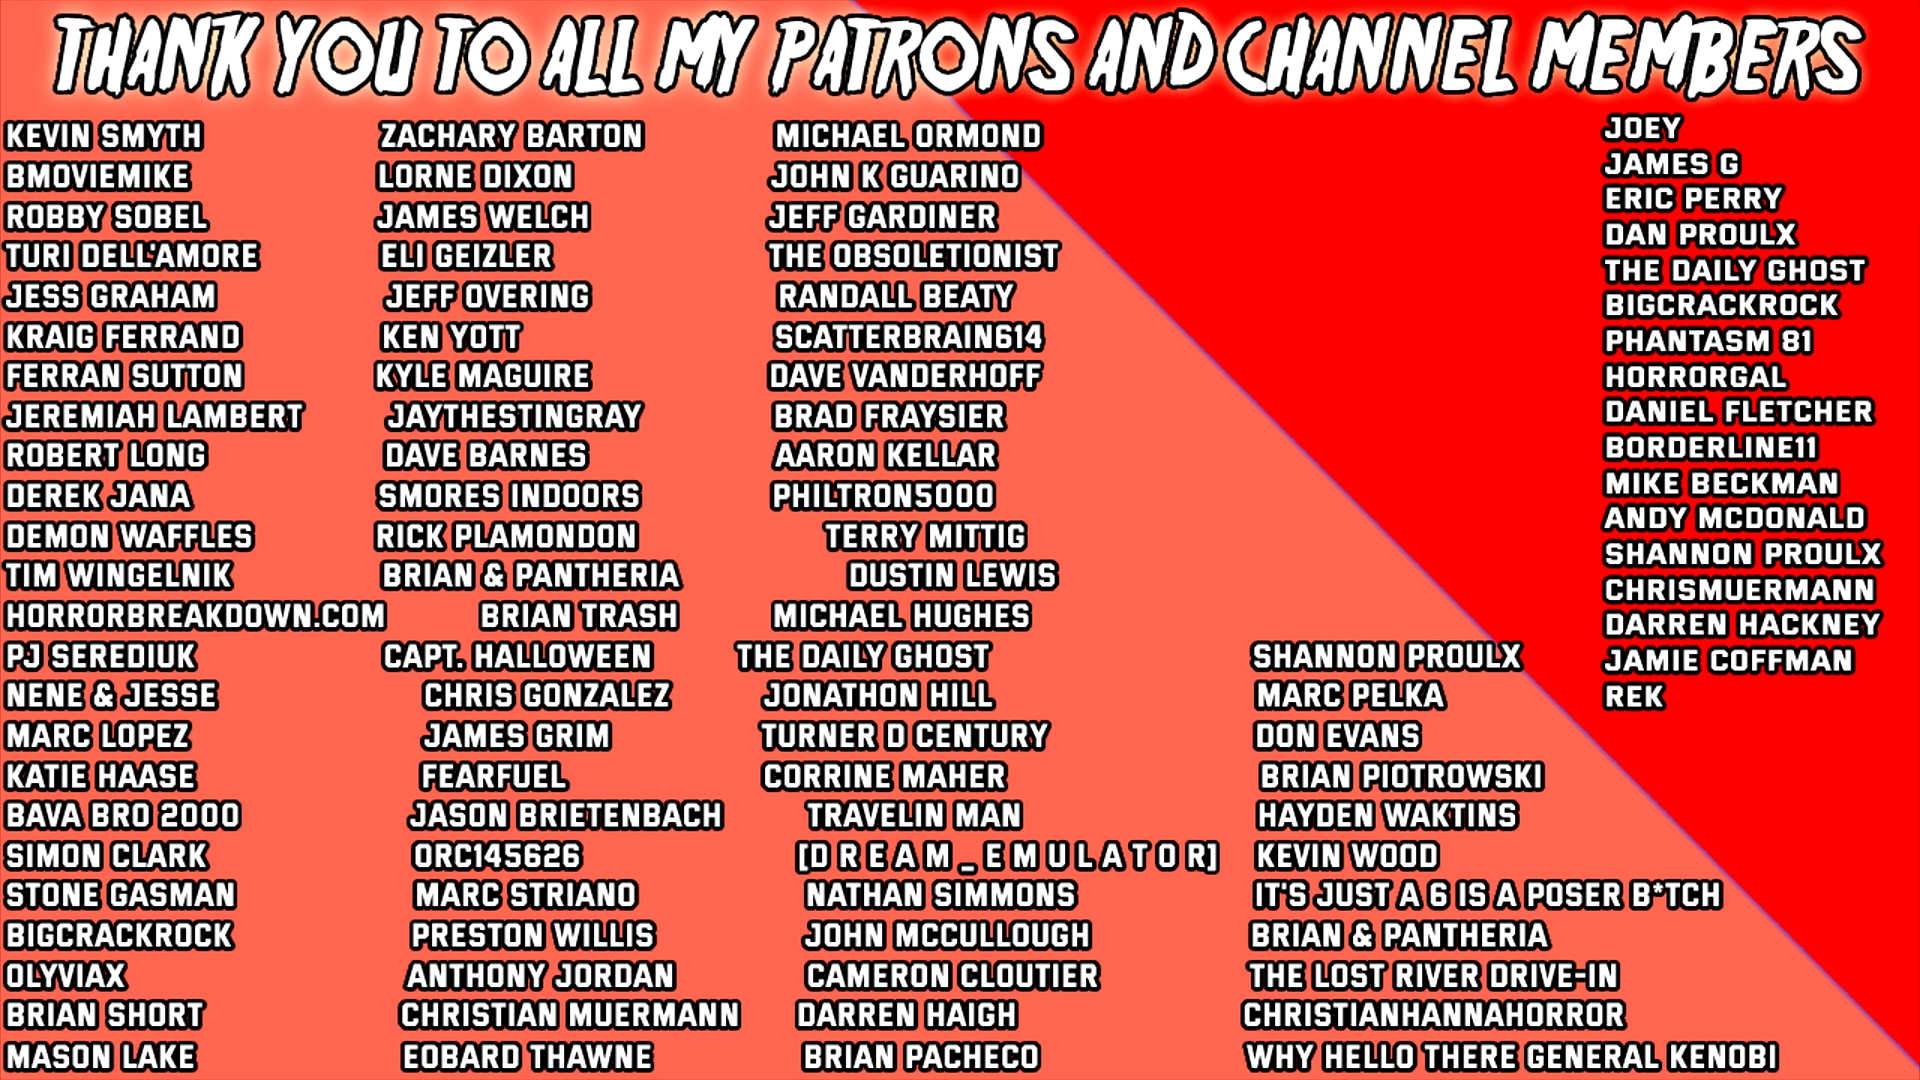 THANK YOU TO ALL MY PATRONS AND CHANNEL MEMBERS
KEVIN SMYTH
BMOVIEMIKE
ROBBY SOBEL
TURI DELL'AMORE
JESS GRAHAM
KRAIG FERRAND
FERRAN SUTTON
JEREMIAH LAMBERT
ROBERT LONG
DEREK JANA
DEMON WAFFLES
TIM WINGELNIK
HORRORBREAKDOWN.COM
PJ SEREDIUK
NENE & JESSE
MARC LOPEZ
KATIE HAASE
BAVA BRO 2000
SIMON CLARK
STONE GASMAN
BIGCRACKROCK
OLYVIAX
BRIAN SHORT
MASON LAKE
ZACHARY BARTON
LORNE DIXON
JAMES WELCH
ELI GEIZLER
JEFF OVERING
KEN YOTT
KYLE MAGUIRE
JAYTHESTINGRAY
DAVE BARNES
SMORES INDOORS
RICK PLAMONDON
BRIAN & PANTHERIA
BRIAN TRASH
CAPT. HALLOWEEN
CHRIS GONZALEZ
JAMES GRIM
FEARFUEL
JASON BRIETENBACH
ORC145626
MARC STRIANO
PRESTON WILLIS
ANTHONY JORDAN
CHRISTIAN MUERMANN
EOBARD THAWNE
MICHAEL ORMOND
JOHN K GUARINO
JEFF GARDINER
THE OBSOLETIONIST
RANDALL BEATY
SCATTERBRAIN614
DAVE VANDERHOFF
BRAD FRAYSIER
AARON KELLAR
PHILTRON5000
TERRY MITTIG
DUSTIN LEWIS
MICHAEL HUGHES
THE DAILY GHOST
JONATHON HILL
TURNER D CENTURY
CORRINE MAHER
TRAVELIN MAN
[D R E A M _ E M U L A T O R]
NATHAN SIMMONS
JOHN MCCULLOUGH
CAMERON CLOUTIER
DARREN HAIGH
BRIAN PACHECO
SHANNON PROULX
MARC PELKA
DON EVANS
BRIAN PIOTROWSKI
HAYDEN WAKTINS
KEVIN WOOD
IT'S JUST A 6 IS A POSER B*TCH
BRIAN & PANTHERIA
THE LOST RIVER DRIVE-IN
CHRISTIANHANNAHORROR
WHY HELLO THERE GENERAL KENOBI
JOEY
JAMES G
ERIC PERRY
DAN PROULX
THE DAILY GHOST
BIGCRACKROCK
PHANTASM 81
HORRORGAL
DANIEL FLETCHER
BORDERLINE11
MIKE BECKMAN
ANDY MCDONALD
SHANNON PROULX
CHRISMUERMANN
DARREN HACKNEY
JAMIE COFFMAN
REK